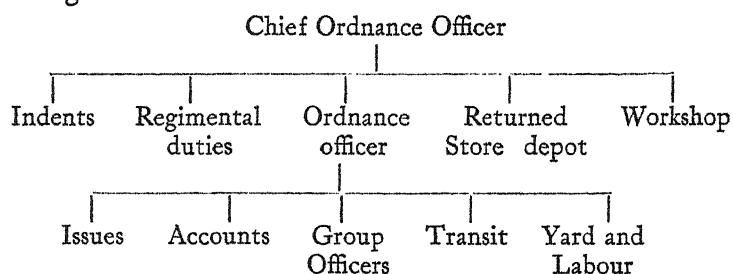 Chief Ordnance Officer
Indents Regimental Ordnance Returned Workshop
duties officer Store depot
Issues Accounts Group Transit Yard and
Officers Labour